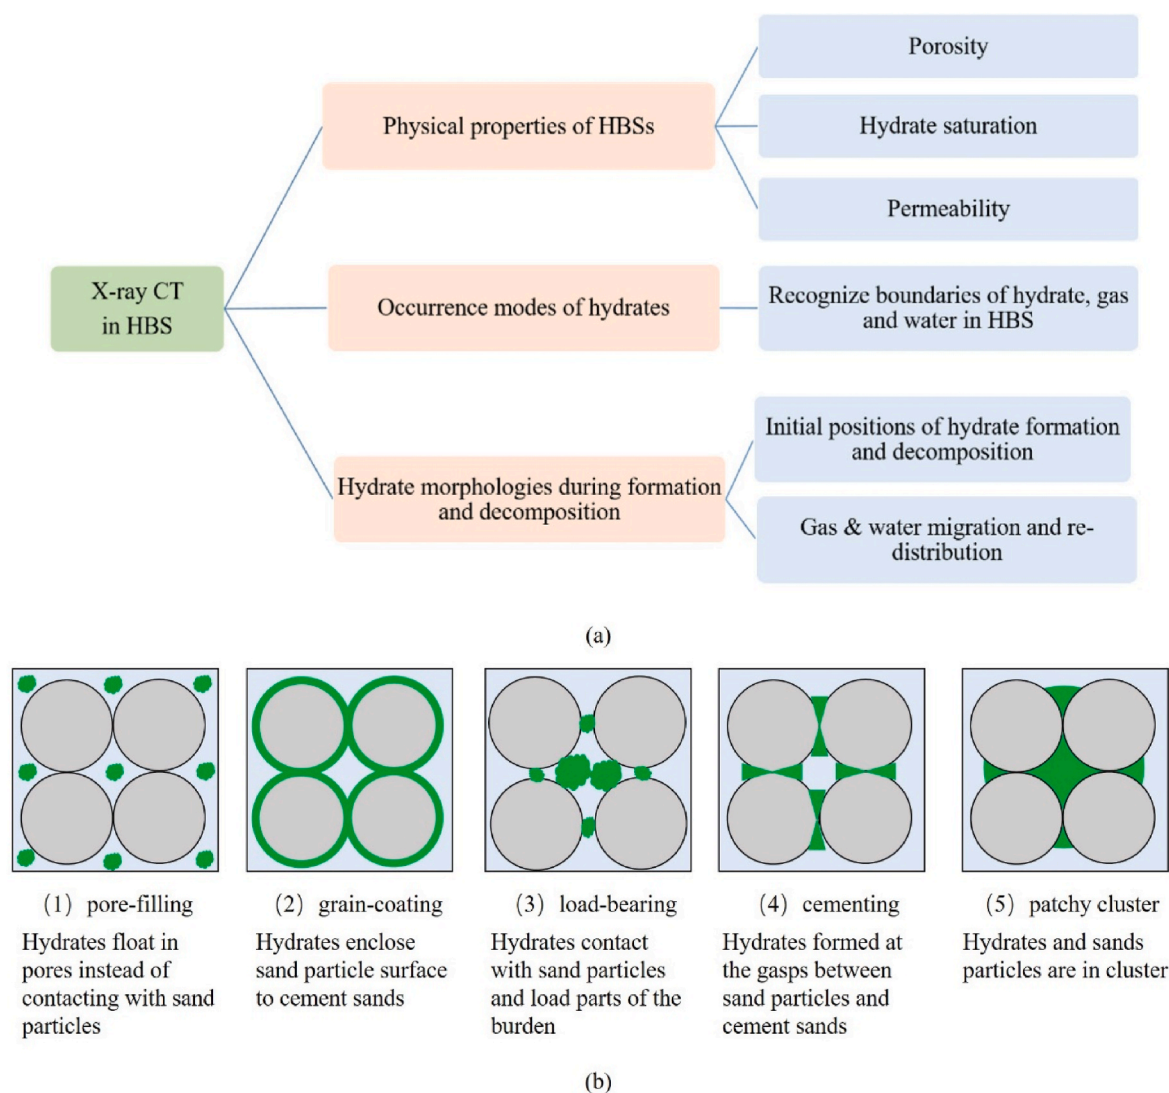 Porosity
Physical properties of HBSs
Hydrate saturation
Permeability
X-ray CT
in HBS
Occurrence modes of hydrates
Recognize boundaries of hydrate, gas
and water in HBS
Initial positions of hydrate formation
and decomposition
Hydrate morphologies during formation
and decomposition
Gas & water migration and re-
distribution
(a)
(1) pore-filling
Hydrates float in
pores instead of
contacting with sand
particles
(2) grain-coating
Hydrates enclose
sand particle surface
to cement sands
(3) load-bearing
Hydrates contact
with sand particles
and load parts of the
burden
(4) cementing
Hydrates formed at
the gasps between
sand particles and
cement sands
(5) patchy cluster
Hydrates and sands
particles are in cluster
(b)